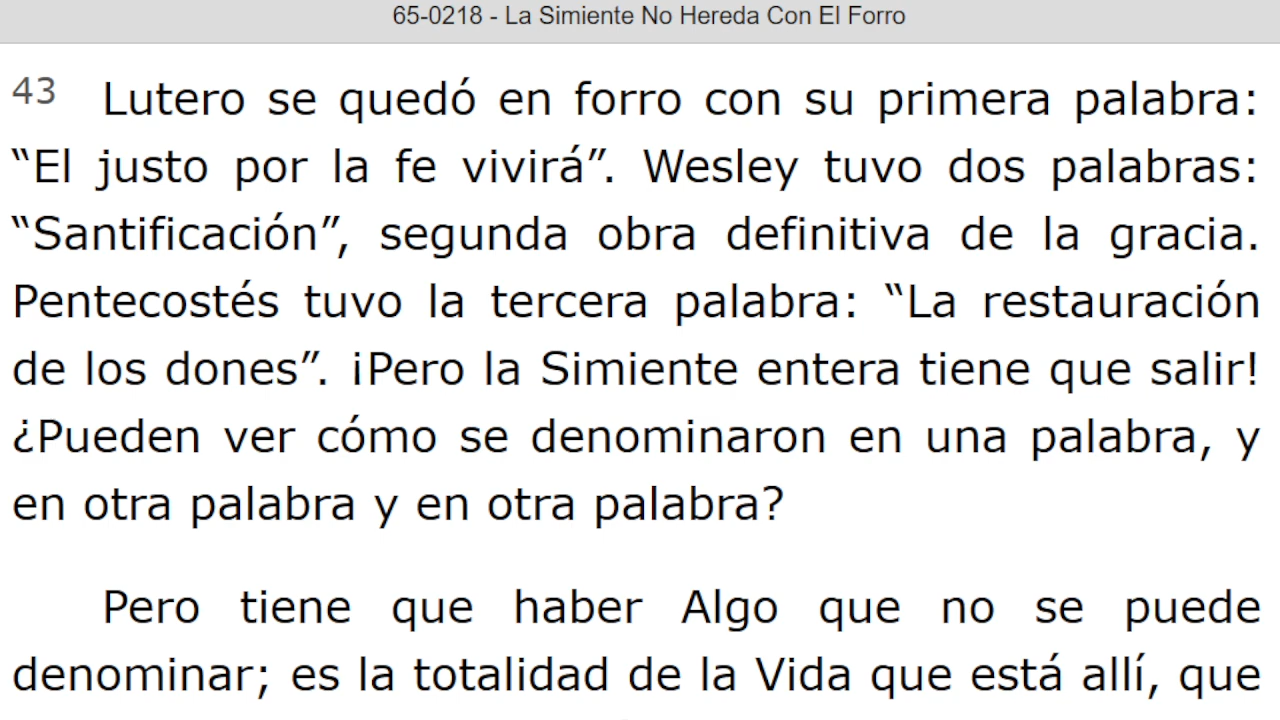 65-0218 - La Simiente No Hereda Con El Forro
43 Lutero se quedó en forro con su primera palabra:
“El justo por la fe vivirá”. Wesley tuvo dos palabras:
“Santificación”, segunda obra definitiva de la gracia.
Pentecostés tuvo la tercera palabra: “La restauración
de los dones”. ¡Pero la Simiente entera tiene que salir!
¿Pueden ver cómo se denominaron en una palabra, y
en otra palabra y en otra palabra?
Pero tiene que haber Algo que no se puede
denominar; es la totalidad de la Vida que está allí, que